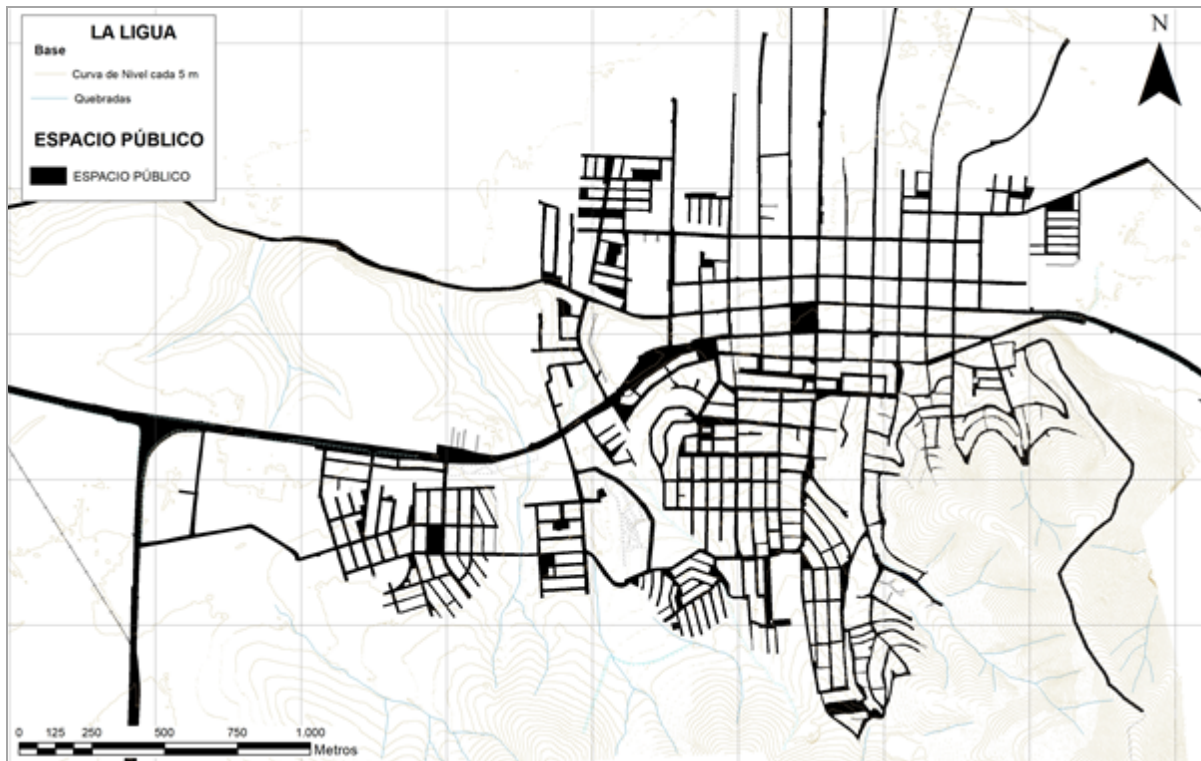 LA LIGUA
Base
Curva de Nivel cada 5 m
Quebradas
ESPACIO PÚBLICO
ESPACIO PÚBLICO
N
0 125 250 500 750 1.000
Metros